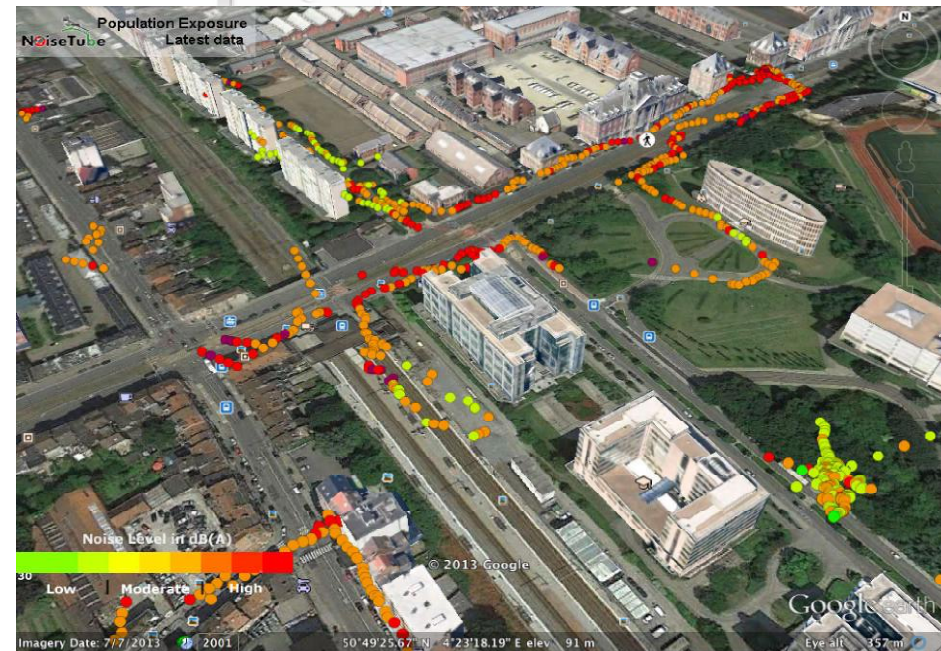 NoiseTube
Population Exposure
Latest data
N
Noise Level in dB(A)
30
Low
Moderate
High
© 2013 Google
Google earth
Imagery Date: 7/7/2013
2001
50°49'25.67" N 4°23'18.19" E elev 91 m
Eye alt 357 m